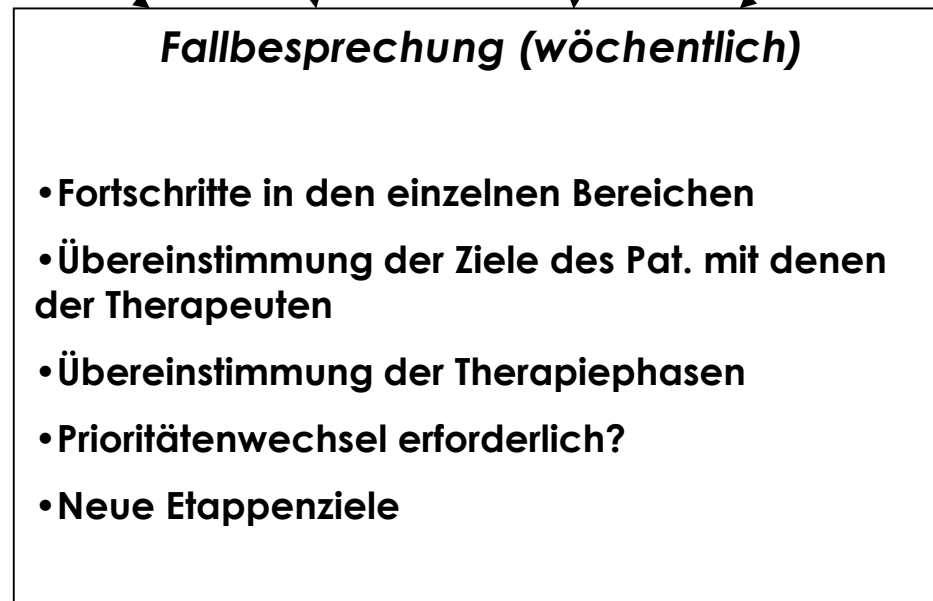 Fallbesprechung (wöchentlich)
•Fortschritte in den einzelnen Bereichen
•Übereinstimmung der Ziele des Pat. mit denen
der Therapeuten
•Übereinstimmung der Therapiephasen
•Prioritätenwechsel erforderlich?
•Neue Etappenziele